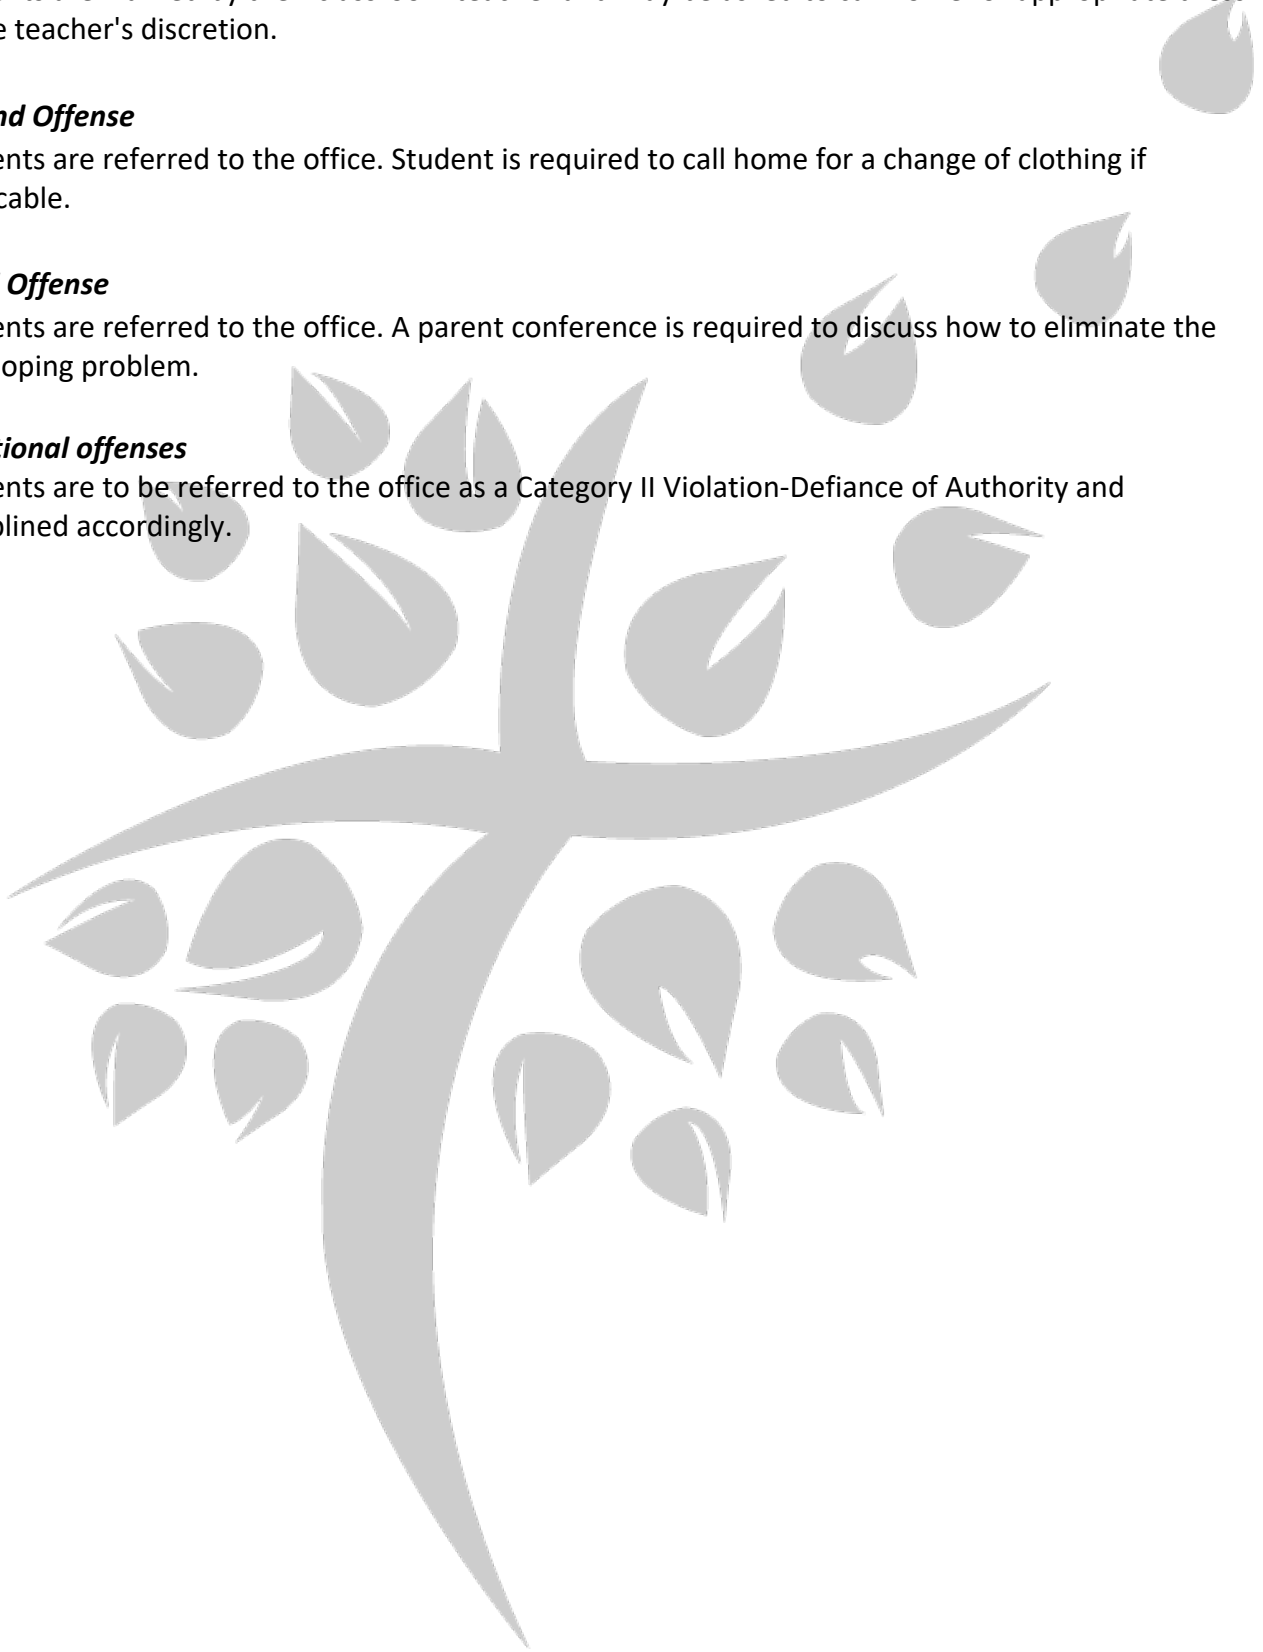 e teacher's discretion.
nd Offense
ents are referred to the office. Student is required to call home for a change of clothing if
cable.
Offense
ents are referred to the office. A parent conference is required to discuss how to eliminate the
oping problem.
tional offenses
ents are to be referred to the office as a Category II Violation-Defiance of Authority and
plined accordingly.